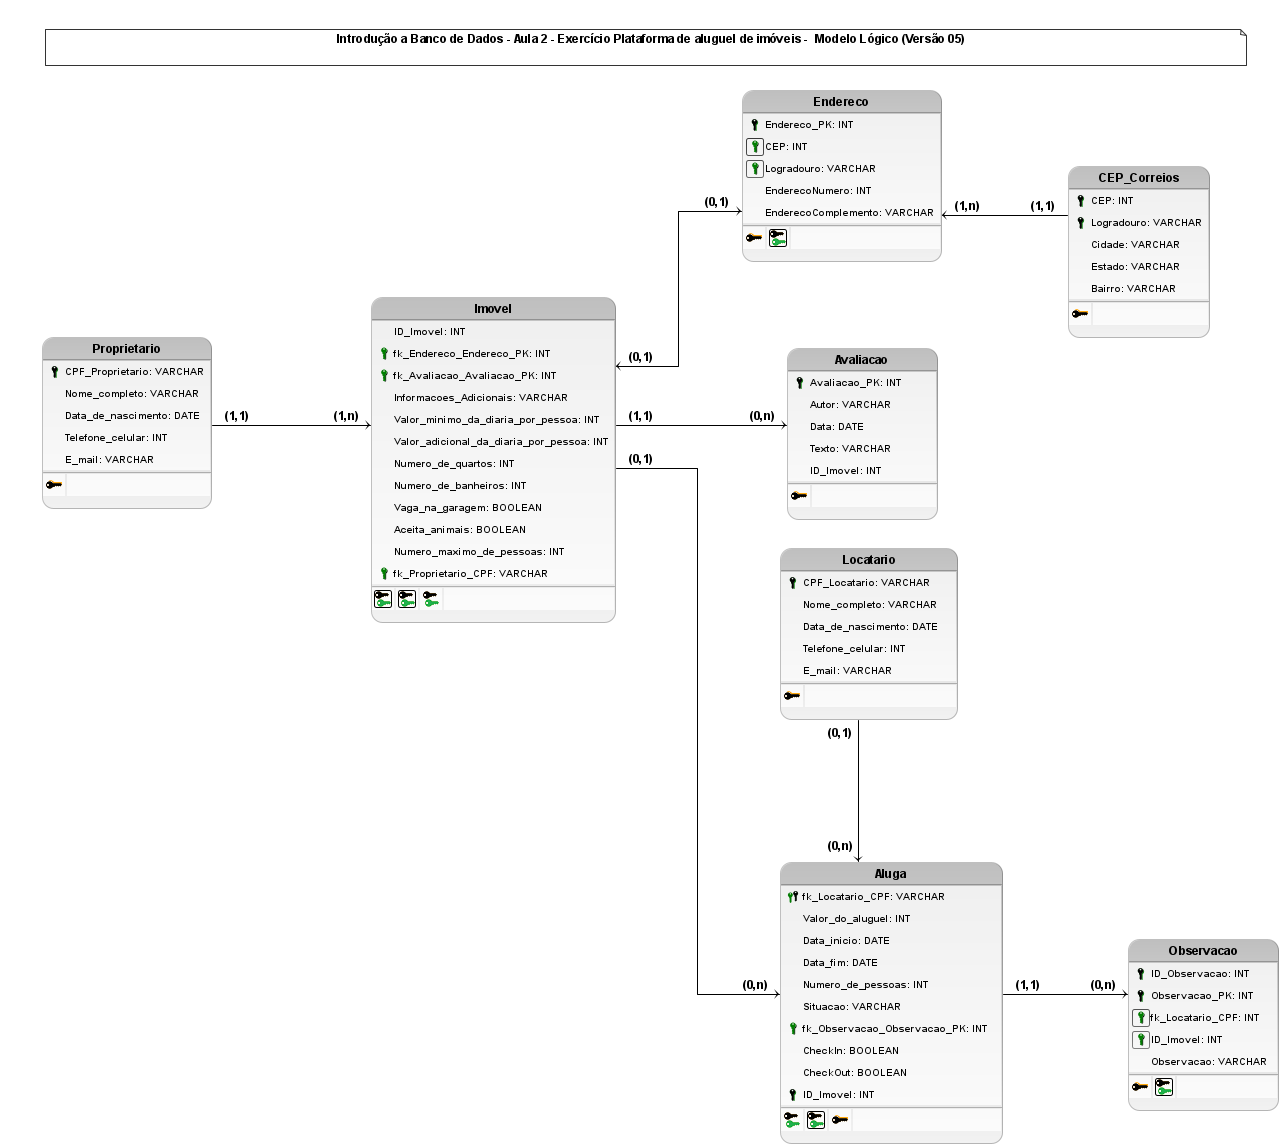 Introdução a Banco de Dados - Aula 2 - Exercício Plataforma de aluguel de imóveis -  Modelo Lógico (Versão 05)
Endereco
Endereco_PK: INT
CEP: INT
Logradouro: VARCHAR
EnderecoNumero: INT
EnderecoComplemento: VARCHAR
(0,1)
(1,n)
(1,1)
CEP_Correios
CEP: INT
Logradouro: VARCHAR
Cidade: VARCHAR
Estado: VARCHAR
Bairro: VARCHAR
Proprietario
CPF_Proprietario: VARCHAR
Nome_completo: VARCHAR
Data_de_nascimento: DATE
Telefone_celular: INT
E_mail: VARCHAR
(1,1)
(1,n)
Imovel
ID_Imovel: INT
fk_Endereco_Endereco_PK: INT
fk_Avaliacao_Avaliacao_PK: INT
Informacoes_Adicionais: VARCHAR
Valor_minimo_da_diaria_por_pessoa: INT
Valor_adicional_da_diaria_por_pessoa: INT
Numero_de_quartos: INT
Numero_de_banheiros: INT
Vaga_na_garagem: BOOLEAN
Aceita_animais: BOOLEAN
Numero_maximo_de_pessoas: INT
fk_Proprietario_CPF: VARCHAR
(0,1)
(1,1)
(0,n)
(0,1)
Avaliacao
Avaliacao_PK: INT
Autor: VARCHAR
Data: DATE
Texto: VARCHAR
ID_Imovel: INT
Locatario
CPF_Locatario: VARCHAR
Nome_completo: VARCHAR
Data_de_nascimento: DATE
Telefone_celular: INT
E_mail: VARCHAR
(0,1)
(0,n)
Aluga
fk_Locatario_CPF: VARCHAR
Valor_do_aluguel: INT
Data_inicio: DATE
Data_fim: DATE
Numero_de_pessoas: INT
Situacao: VARCHAR
fk_Observacao_Observacao_PK: INT
CheckIn: BOOLEAN
CheckOut: BOOLEAN
ID_Imovel: INT
(0,n)
(1,1)
(0,n)
Observacao
ID_Observacao: INT
Observacao_PK: INT
fk_Locatario_CPF: INT
ID_Imovel: INT
Observacao: VARCHAR